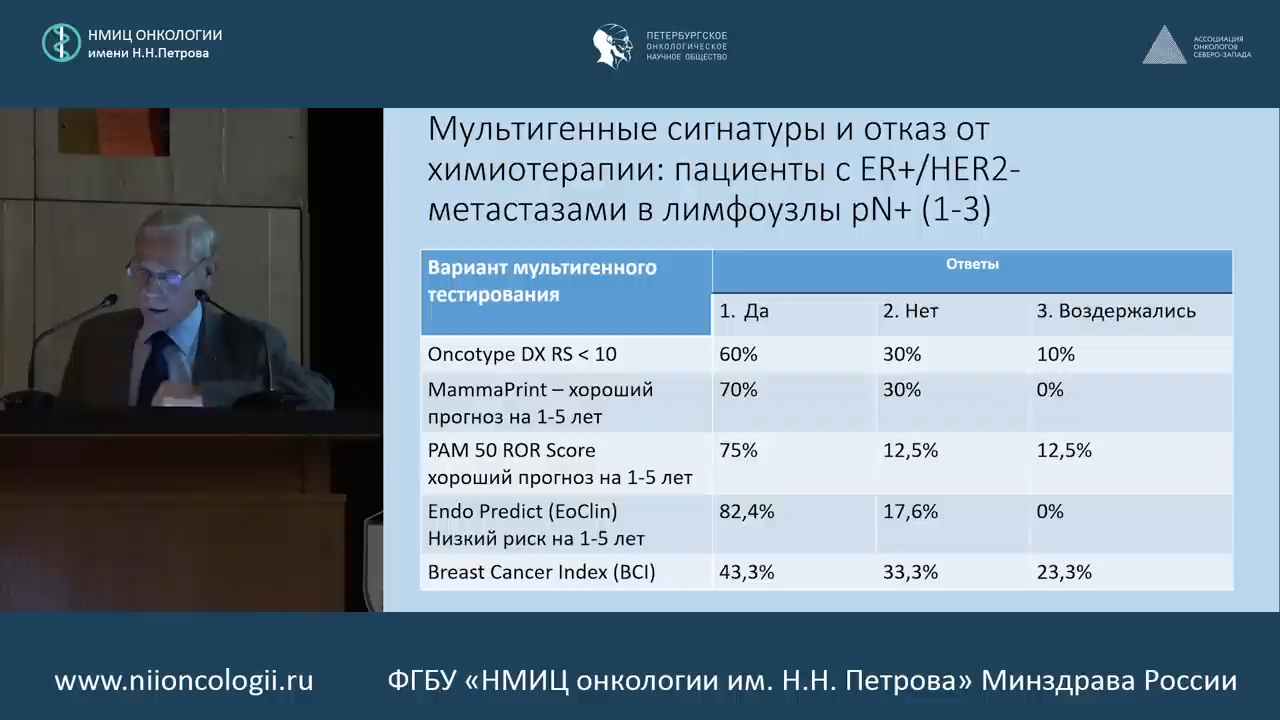 НМИЦ ОНКОЛОГИИ
имени Н.Н.Петрова
ПЕТЕРБУРГСКОЕ
ОНКОЛОГИЧЕСКОЕ
НАУЧНОЕ ОБЩЕСТВО
АССОЦИАЦИЯ
ОНКОЛОГОВ
СЕВЕРО-ЗАПАДА
Мультигенные сигнатуры и отказ от
химиотерапии: пациенты с ER+/HER2-
метастазами в лимфоузлы pN+ (1-3)
Вариант мультигенного
тестирования
Ответы
1. Да
2. Нет
3. Воздержались
Oncotype DX RS < 10
60%
30%
10%
MammaPrint – хороший
прогноз на 1-5 лет
70%
30%
0%
PAM 50 ROR Score
хороший прогноз на 1-5 лет
75%
12,5%
12,5%
Endo Predict (EoClin)
Низкий риск на 1-5 лет
82,4%
17,6%
0%
Breast Cancer Index (BCI)
43,3%
33,3%
23,3%
www.niioncologii.ru
ФГБУ «НМИЦ онкологии им. Н.Н. Петрова» Минздрава России